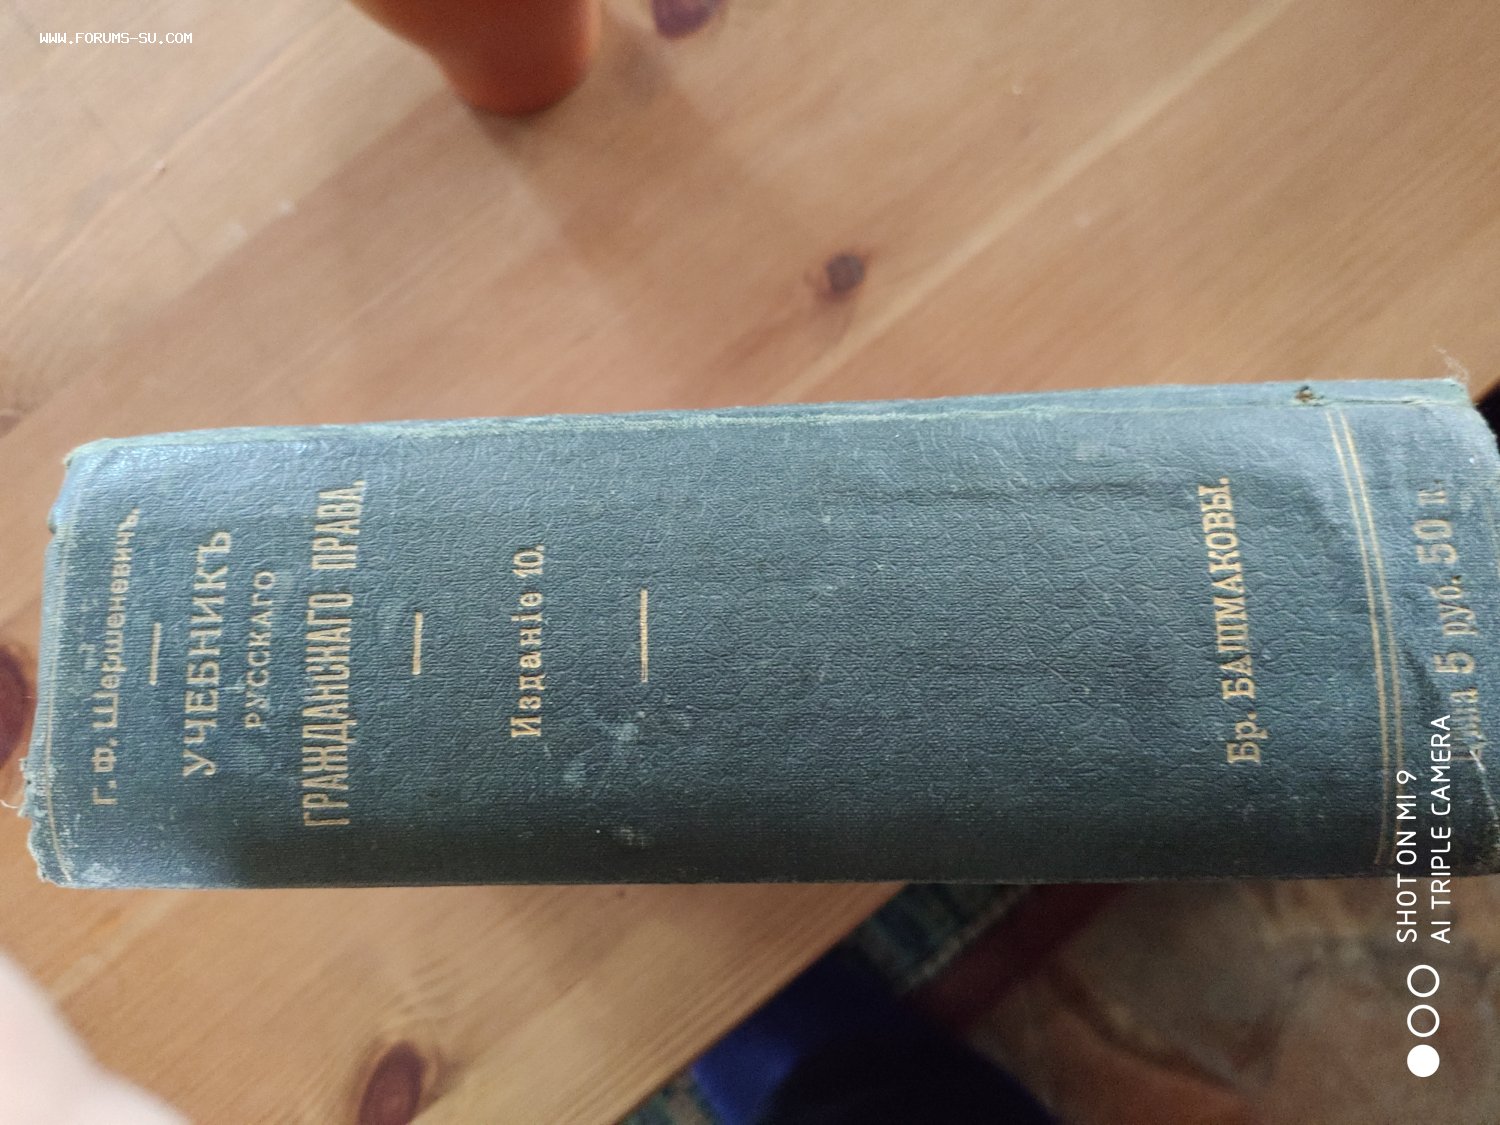 WWW.FORUMS-SU.COM
Г. Ф. Шершеневичъ.
УЧЕБНИКЪ
РУССКАГО
ГРАЖДАНСКАГО ПРАВА.
Изданіе 10.
Бр. БАШМАКОВЫ.
Цѣна 5 руб. 50 к.
SHOT ON MI 9
AI TRIPLE CAMERA